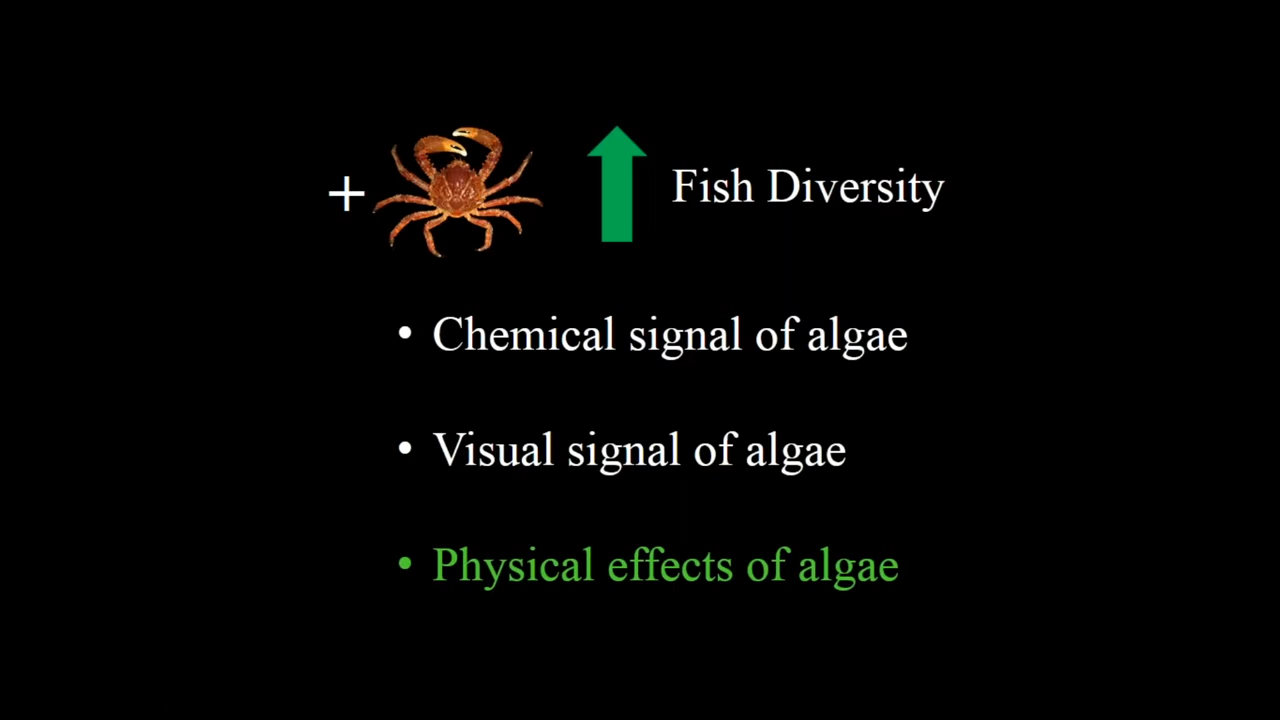 + Fish Diversity
• Chemical signal of algae
• Visual signal of algae
• Physical effects of algae